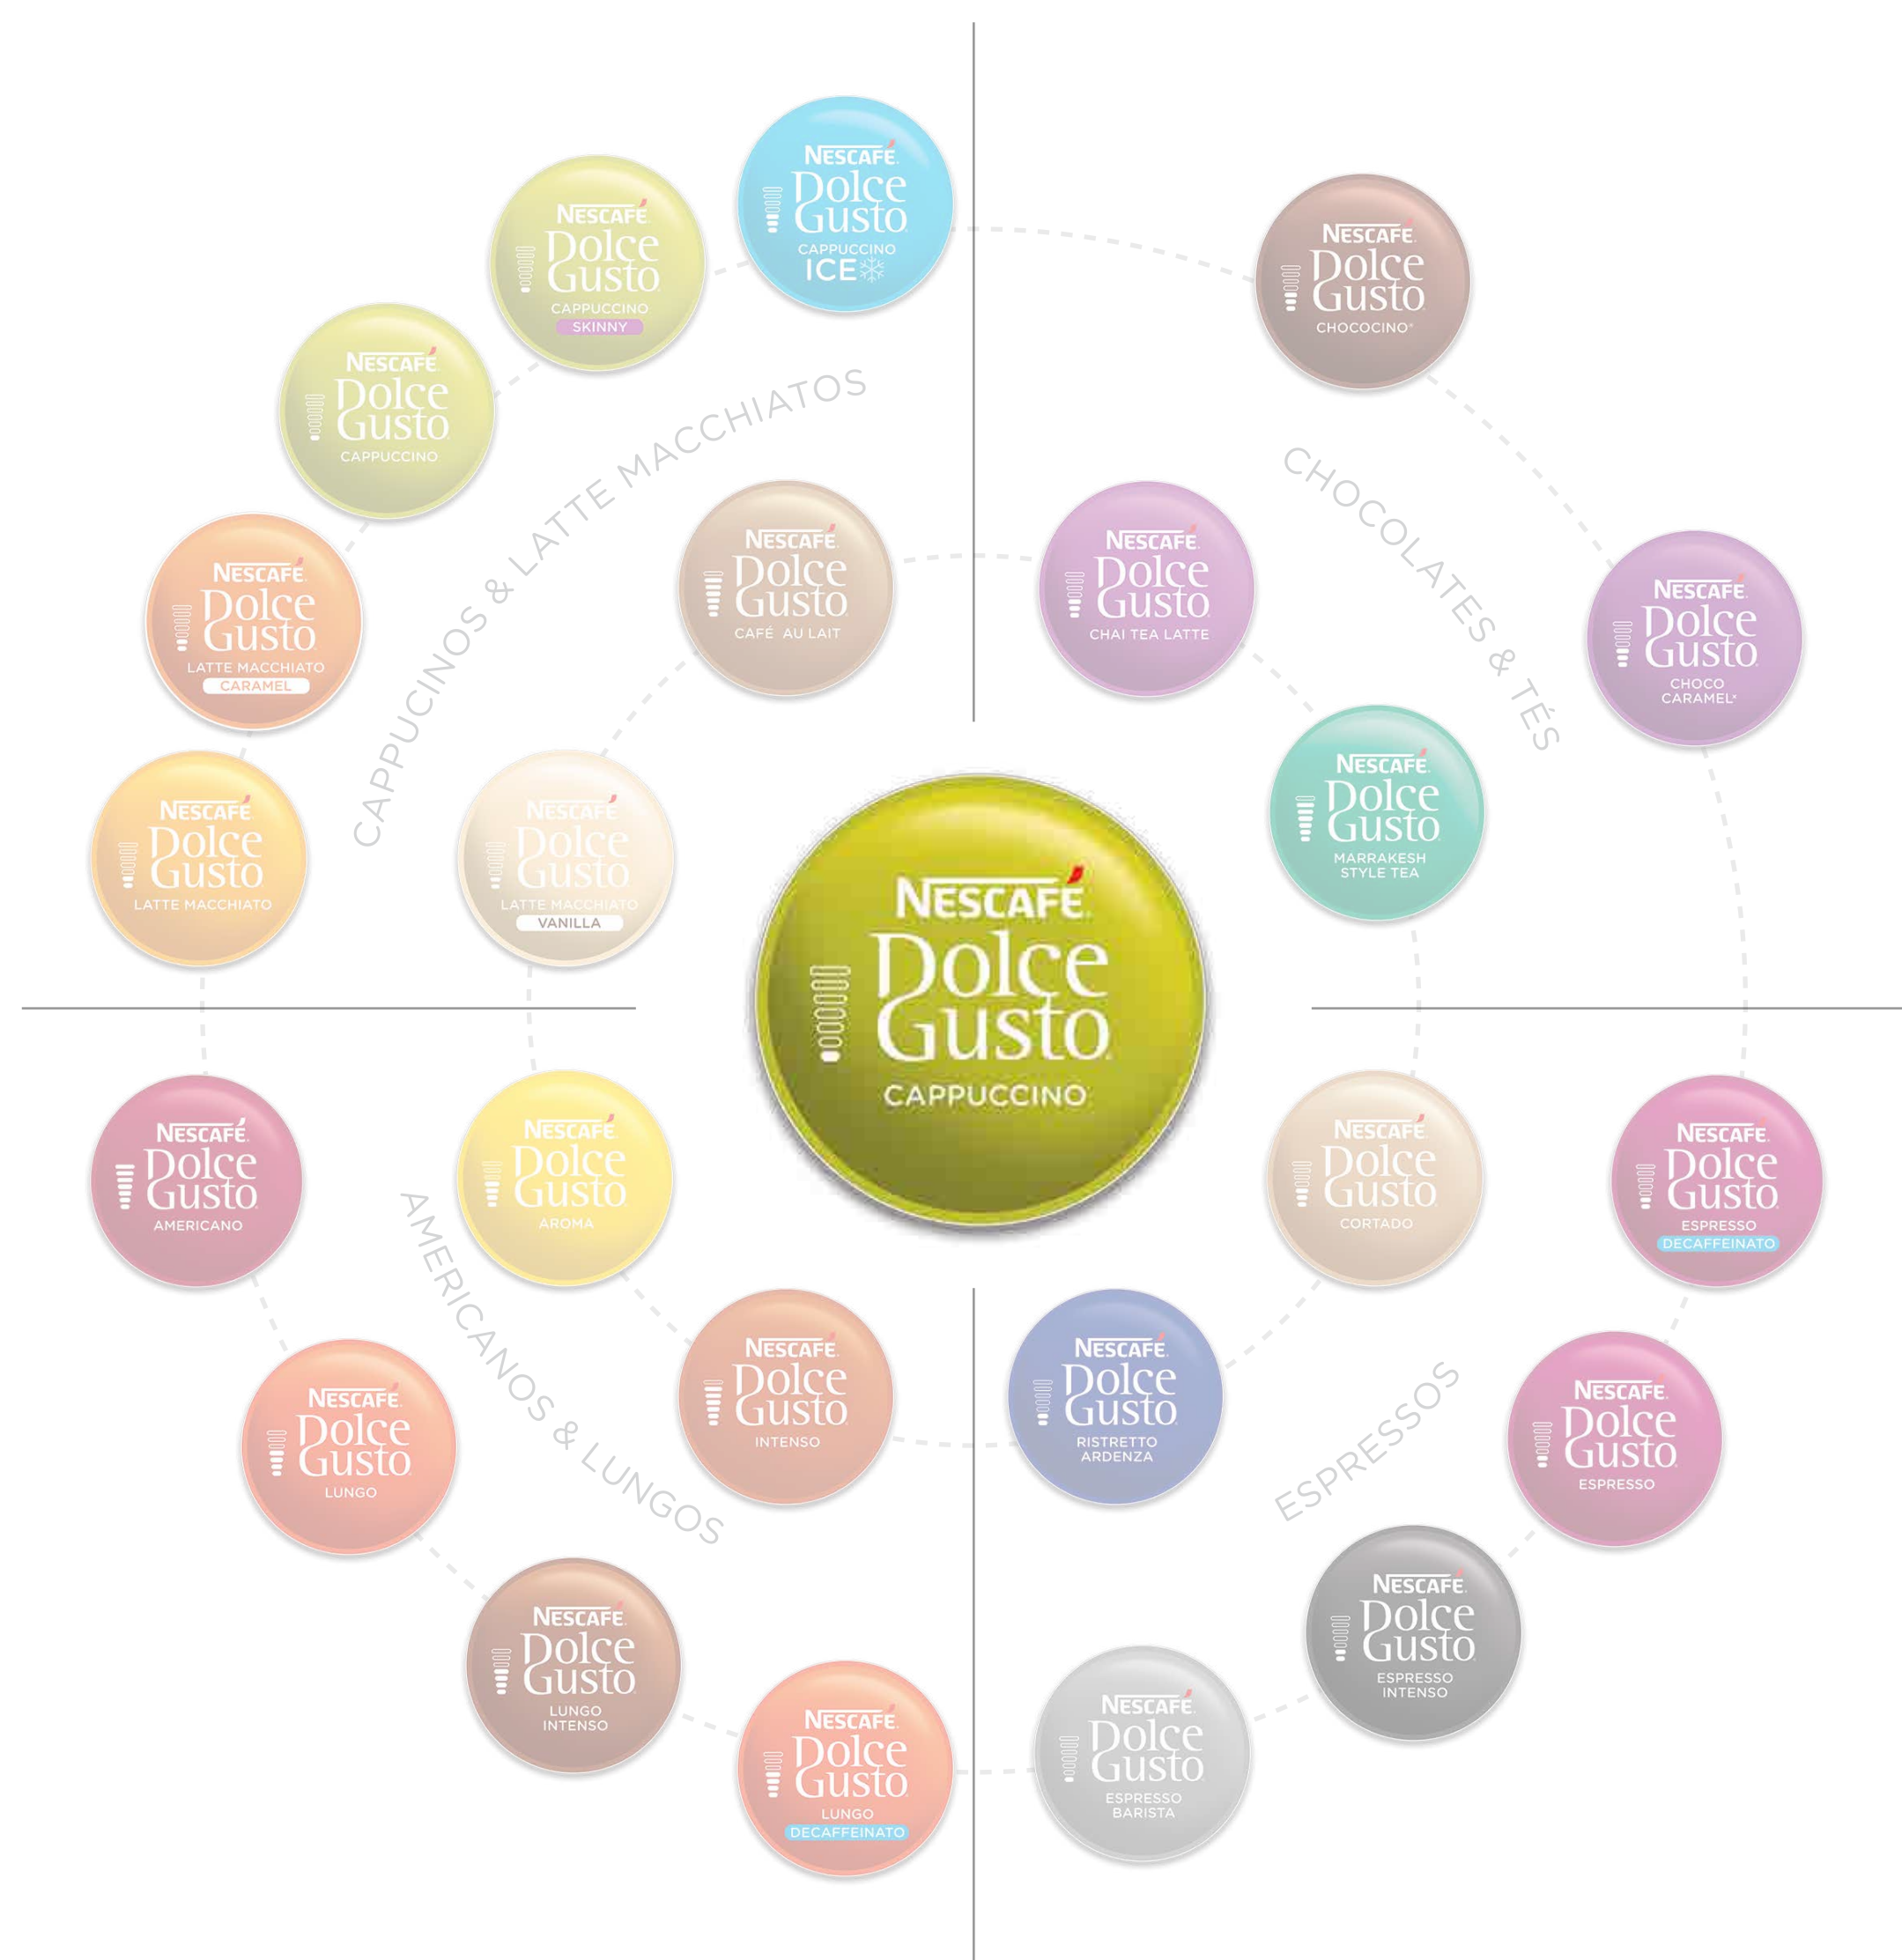 NESCAFÉ
Dolce
Gusto
CAPPUCCINO
ICE
NESCAFÉ
Dolce
Gusto
CAPPUCCINO
SKINNY
NESCAFÉ
Dolce
Gusto
CAPPUCCINO
NESCAFÉ
Dolce
Gusto
LATTE MACCHIATO
CARAMEL
NESCAFÉ
Dolce
Gusto
LATTE MACCHIATO
CAPPUCINOS & LATTE MACCHIATOS
NESCAFÉ
Dolce
Gusto
CAFÉ AU LAIT
NESCAFÉ
Dolce
Gusto
LATTE MACCHIATO
VANILLA
NESCAFÉ
Dolce
Gusto
CHOCOCINO®
CHOCOLATES & TÉS
NESCAFÉ
Dolce
Gusto
CHAI TEA LATTE
NESCAFÉ
Dolce
Gusto
CHOCO
CARAMEL*
NESCAFÉ
Dolce
Gusto
MARRAKESH
STYLE TEA
NESCAFÉ
Dolce
Gusto
CAPPUCCINO
NESCAFÉ
Dolce
Gusto
AMERICANO
NESCAFÉ
Dolce
Gusto
AROMA
AMERICANOS & LUNGOS
NESCAFÉ
Dolce
Gusto
INTENSO
NESCAFÉ
Dolce
Gusto
LUNGO
NESCAFÉ
Dolce
Gusto
LUNGO
INTENSO
NESCAFÉ
Dolce
Gusto
LUNGO
DECAFFEINATO
NESCAFÉ
Dolce
Gusto
CORTADO
NESCAFÉ
Dolce
Gusto
ESPRESSO
DECAFFEINATO
NESCAFÉ
Dolce
Gusto
RISTRETTO
ARDENZA
ESPRESSOS
NESCAFÉ
Dolce
Gusto
ESPRESSO
NESCAFÉ
Dolce
Gusto
ESPRESSO
INTENSO
NESCAFÉ
Dolce
Gusto
ESPRESSO
BARISTA